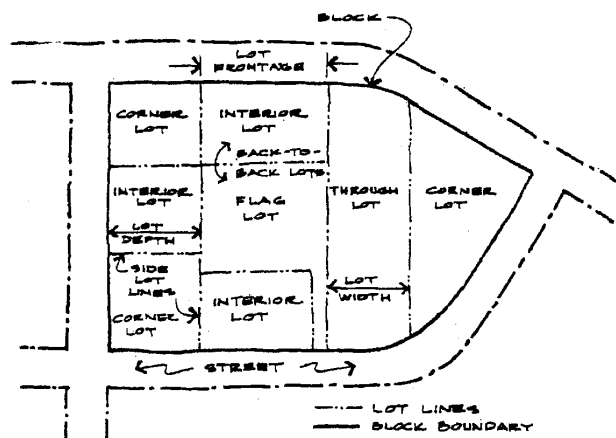 BLOCK
LOT
FRONTAGE
CORNER
LOT
INTERIOR
LOT
BACK-TO-
BACK LOTS
INTERIOR
LOT
FLAG
LOT
THROUGH
LOT
CORNER
LOT
LOT
DEPTH
SIDE
LOT
LINES
LOT
WIDTH
INTERIOR
LOT
CORNER
LOT
STREET
LOT LINES
BLOCK BOUNDARY